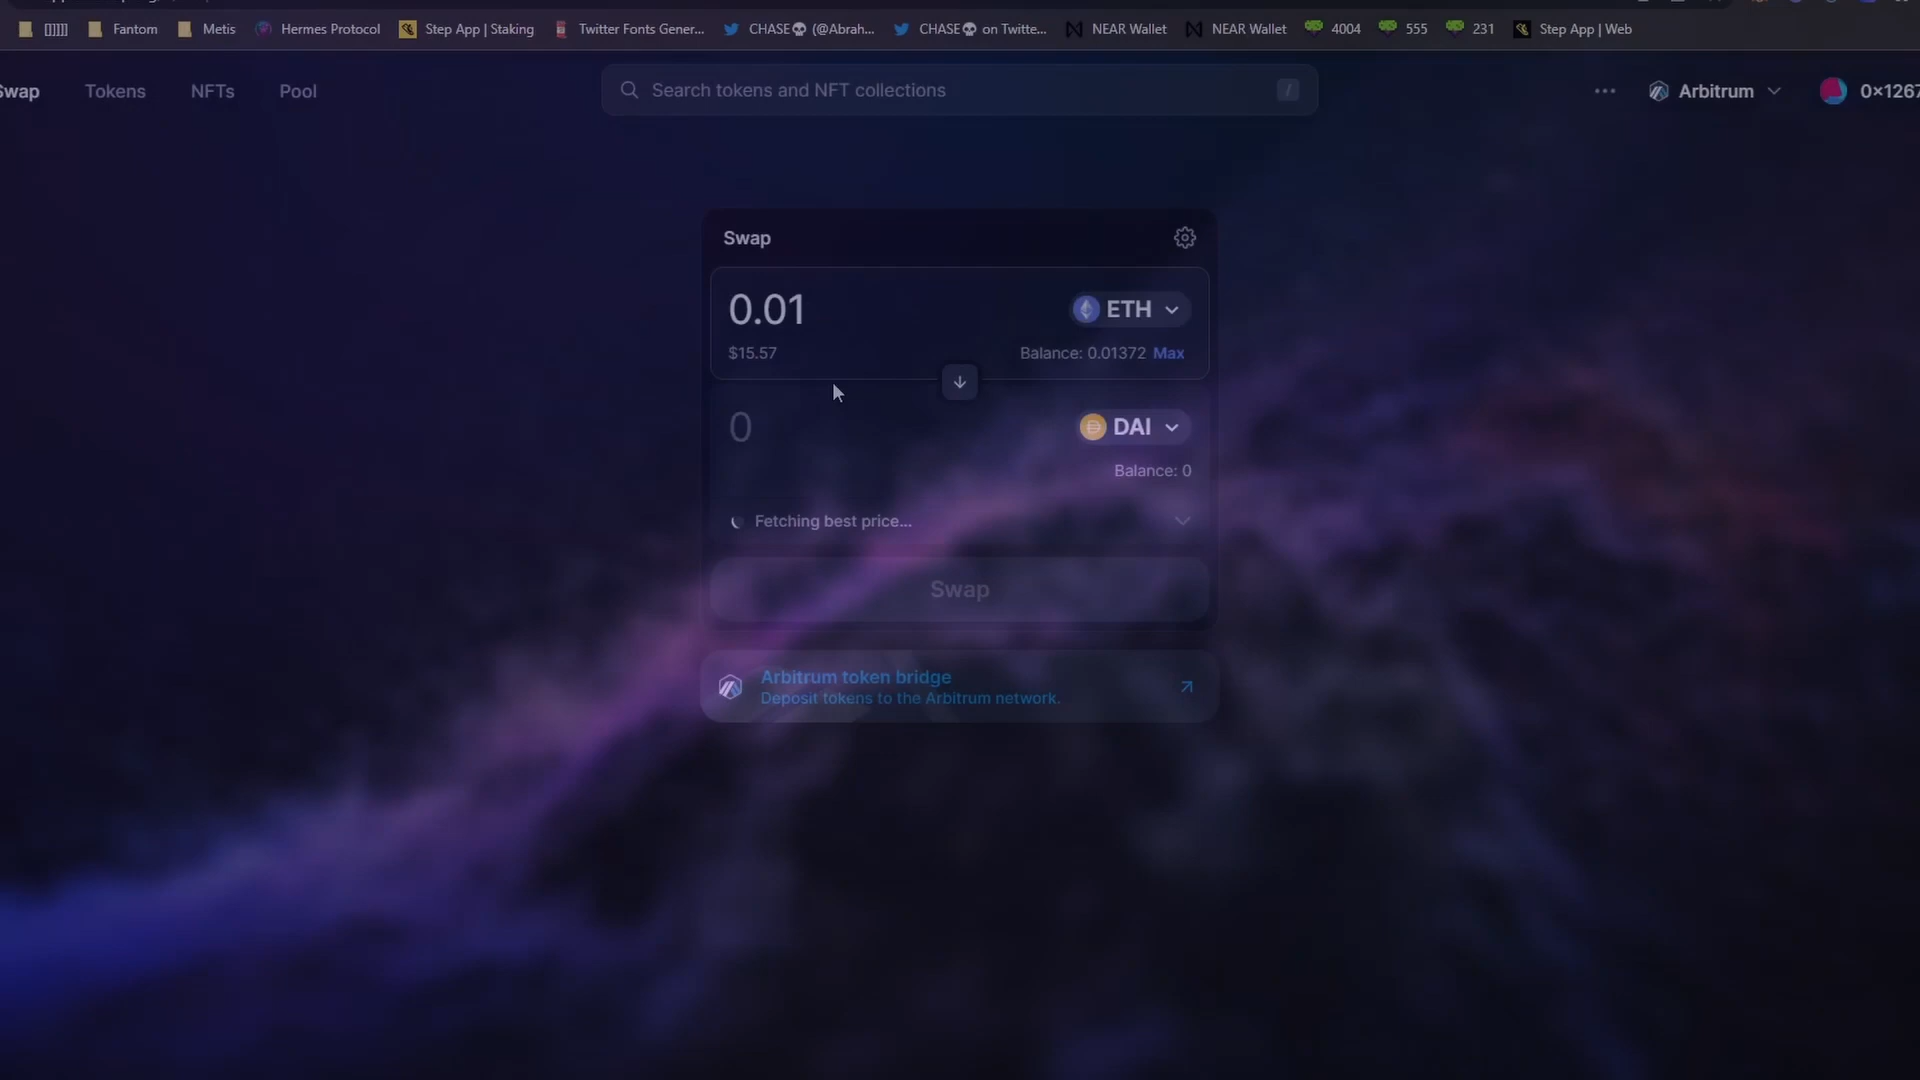 []]]]] Fantom Metis Hermes Protocol Step App | Staking Twitter Fonts Gener... CHASE💀 (@Abrah... CHASE💀 on Twitte... NEAR Wallet NEAR Wallet 4004 555 231 Step App | Web
Swap Tokens NFTs Pool Search tokens and NFT collections / ... Arbitrum 0×1267
Swap
0.01 ETH
$15.57 Balance: 0.01372 Max
0 DAI
Balance: 0
Fetching best price...
Swap
Arbitrum token bridge
Deposit tokens to the Arbitrum network.